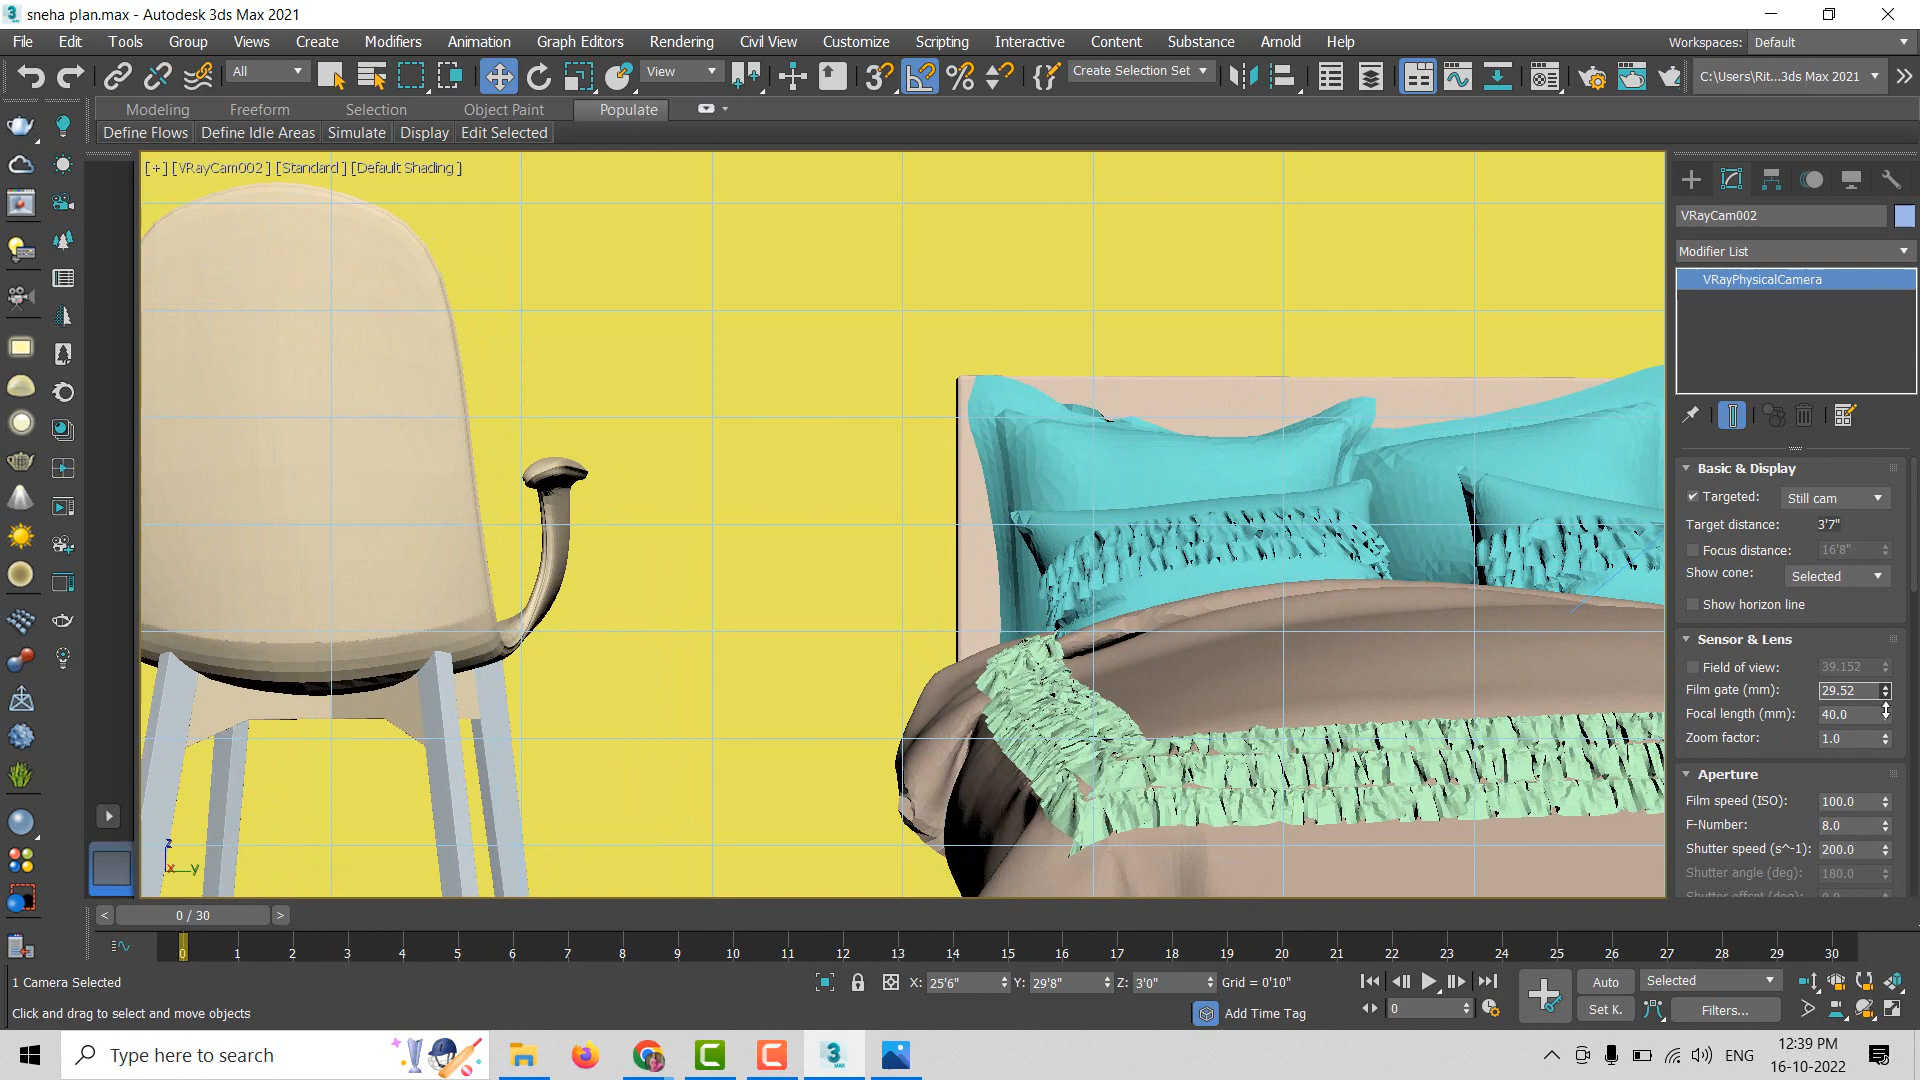 sneha plan.max - Autodesk 3ds Max 2021
File Edit Tools Group Views Create Modifiers Animation Graph Editors Rendering Civil View Customize Scripting Interactive Content Substance Arnold Help Workspaces: Default
All View Create Selection Set C:\Users\Rit...3ds Max 2021
Modeling Freeform Selection Object Paint Populate
Define Flows Define Idle Areas Simulate Display Edit Selected
[+] [VRayCam002 ] [Standard ] [Default Shading ]
VRayCam002
Modifier List
VRayPhysicalCamera
Basic & Display
Targeted: Still cam
Target distance: 3'7"
Focus distance: 16'8"
Show cone: Selected
Show horizon line
Sensor & Lens
Field of view: 39.152
Film gate (mm): 29.52
Focal length (mm): 40.0
Zoom factor: 1.0
Aperture
Film speed (ISO): 100.0
F-Number: 8.0
Shutter speed (s^-1): 200.0
Shutter angle (deg): 180.0
Shutter offset (deg): 0.0
z
x y
< 0 / 30 >
0 1 2 3 4 5 6 7 8 9 10 11 12 13 14 15 16 17 18 19 20 21 22 23 24 25 26 27 28 29 30
1 Camera Selected X: 25'6" Y: 29'8" Z: 3'0" Grid = 0'10" Auto Selected
Click and drag to select and move objects Add Time Tag 0 Set K. Filters...
Type here to search
3
MAX
ENG
12:39 PM
16-10-2022